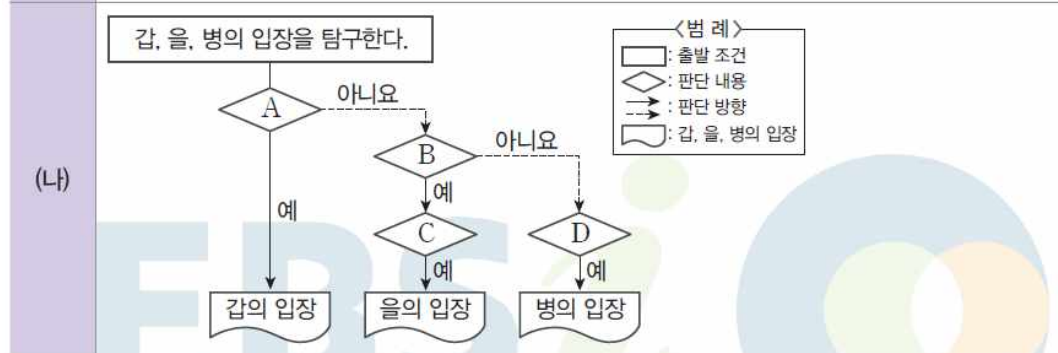 갑, 을, 병의 입장을 탐구한다.
〈범 례〉
: 출발 조건
: 판단 내용
: 판단 방향
: 갑, 을, 병의 입장
A
아니요
B
아니요
(나)
예
예
C
D
예
예
갑의 입장
을의 입장
병의 입장
EBSi